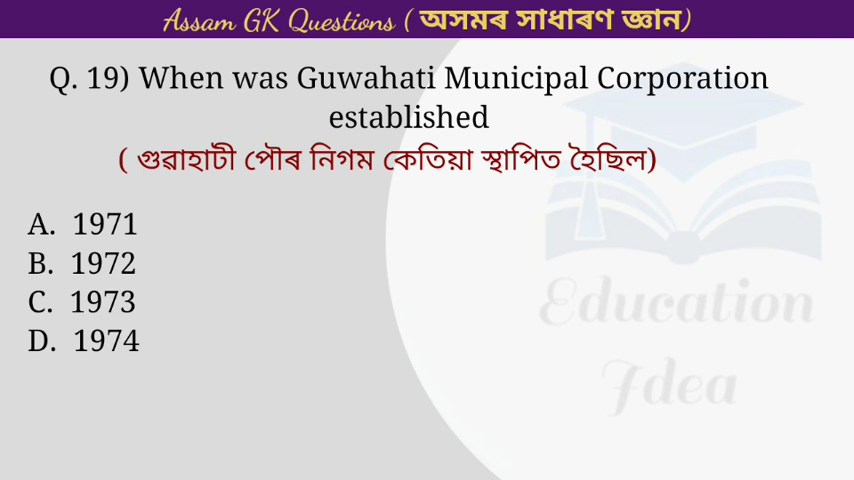 Assam GK Questions ( অসমৰ সাধাৰণ জ্ঞান)
Q. 19) When was Guwahati Municipal Corporation
established
( গুৱাহাটী পৌৰ নিগম কেতিয়া স্থাপিত হৈছিল)
A. 1971
B. 1972
C. 1973
D. 1974
Education
Idea